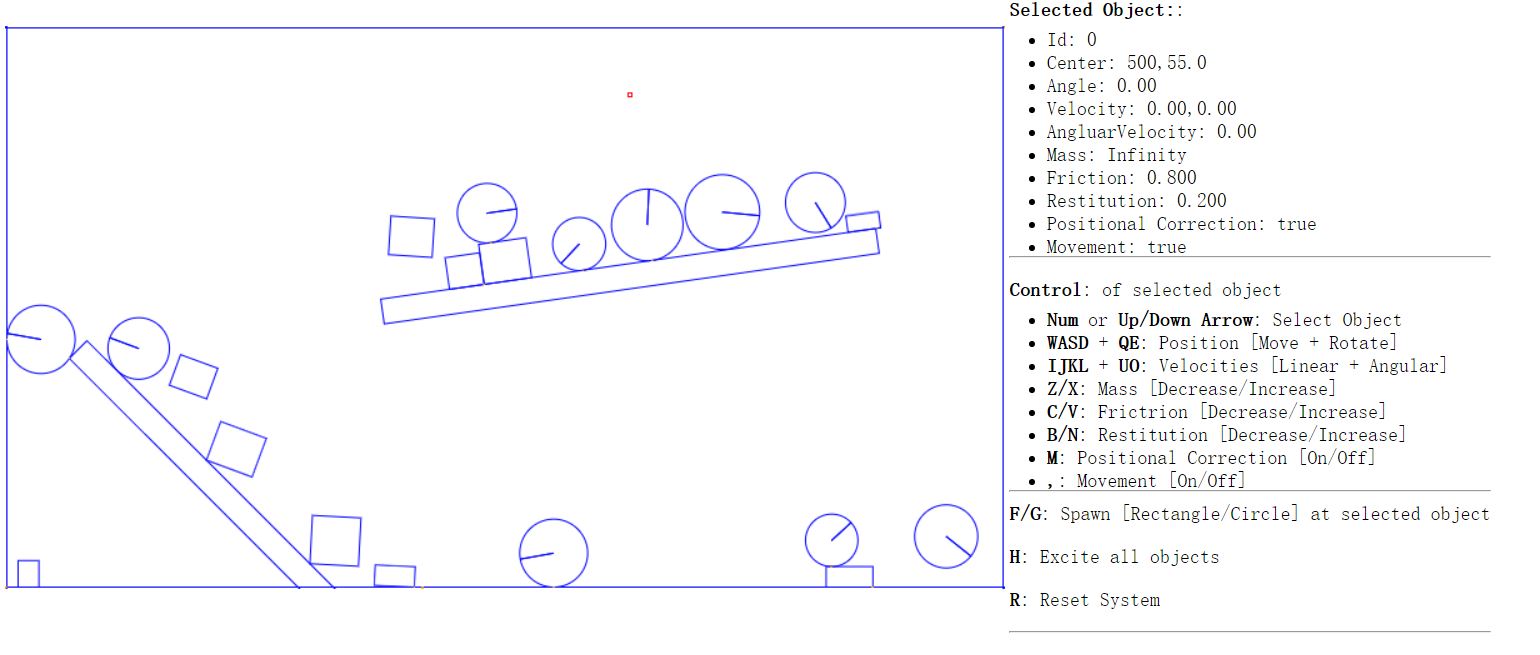 Selected Object::
Id: 0
Center: 500,55.0
Angle: 0.00
Velocity: 0.00,0.00
AngluarVelocity: 0.00
Mass: Infinity
Friction: 0.800
Restitution: 0.200
Positional Correction: true
Movement: true
Control: of selected object
Num or Up/Down Arrow: Select Object
WASD + QE: Position [Move + Rotate]
IJKL + UO: Velocities [Linear + Angular]
Z/X: Mass [Decrease/Increase]
C/V: Frictrion [Decrease/Increase]
B/N: Restitution [Decrease/Increase]
M: Positional Correction [On/Off]
,: Movement [On/Off]
F/G: Spawn [Rectangle/Circle] at selected object
H: Excite all objects
R: Reset System